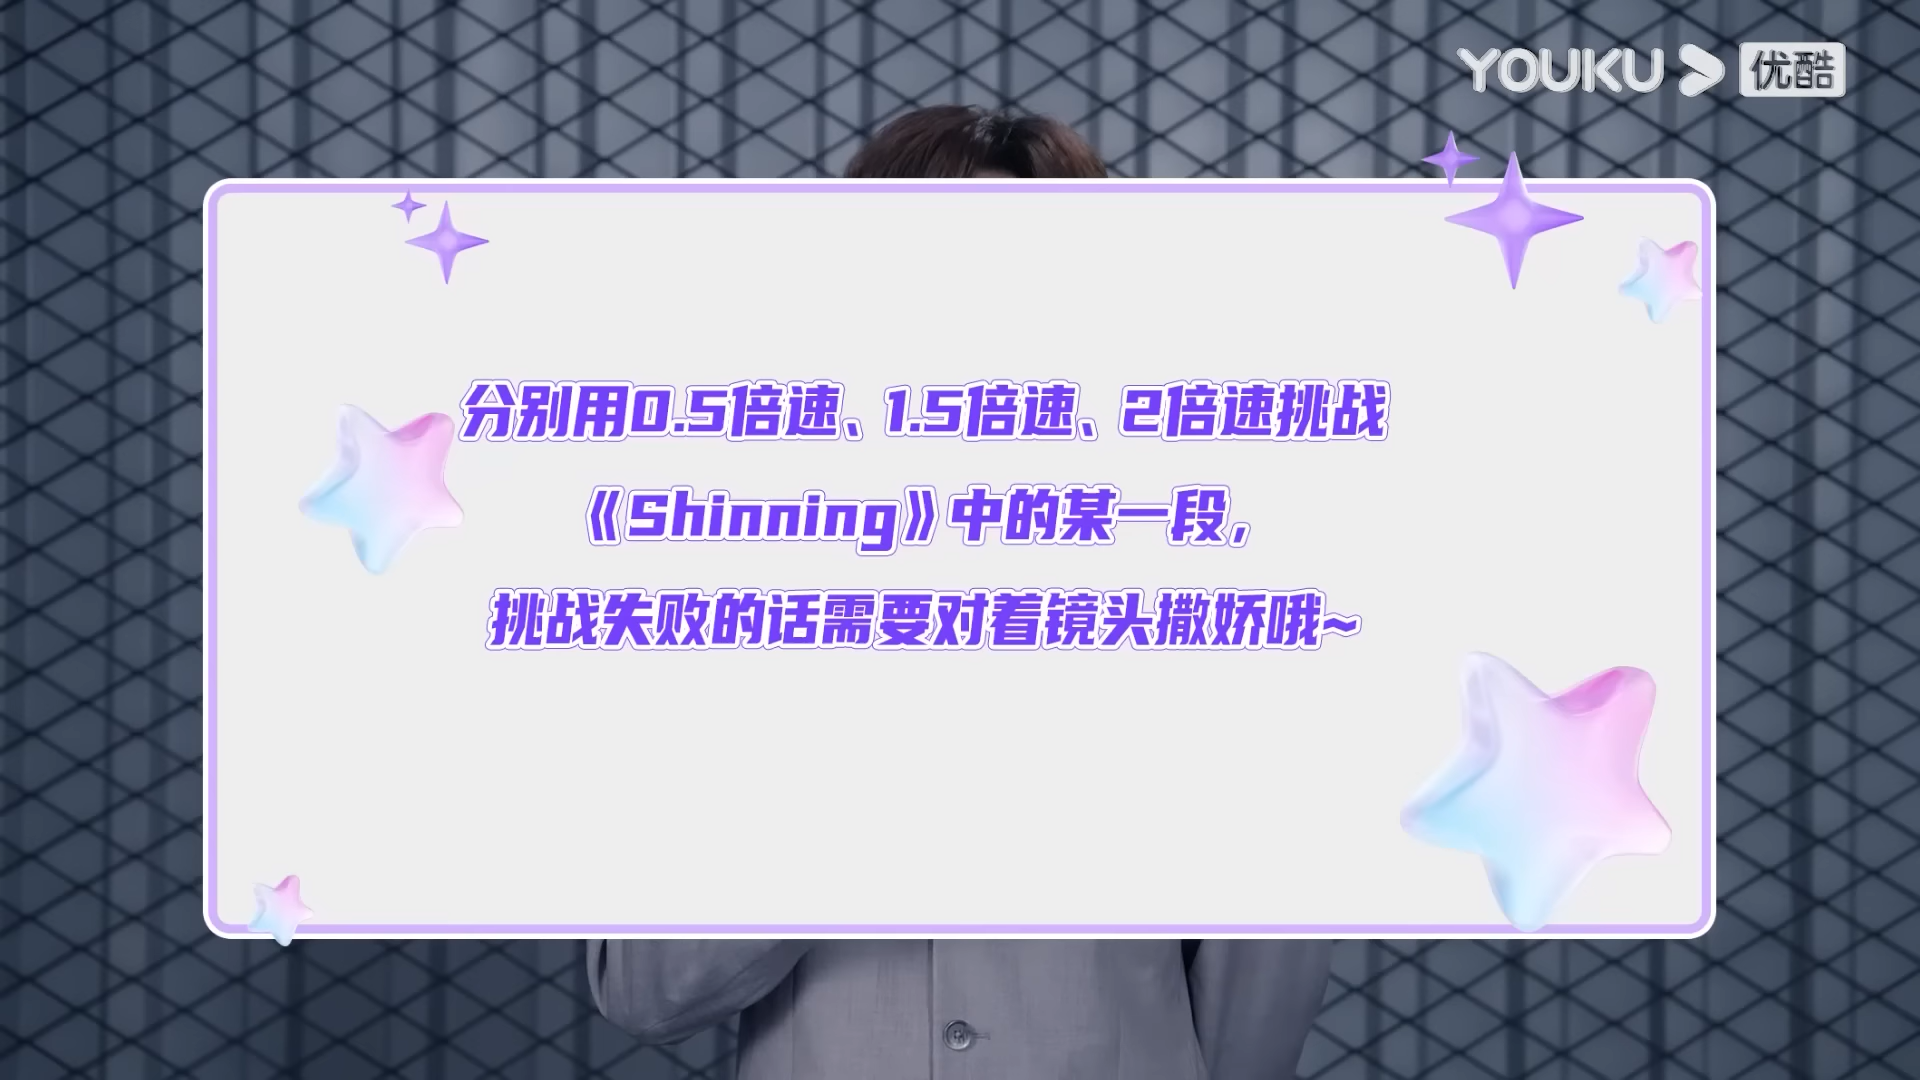 YOUKU 优酷
分别用0.5倍速、1.5倍速、2倍速挑战
《Shinning》中的某一段，
挑战失败的话需要对着镜头撒娇哦~